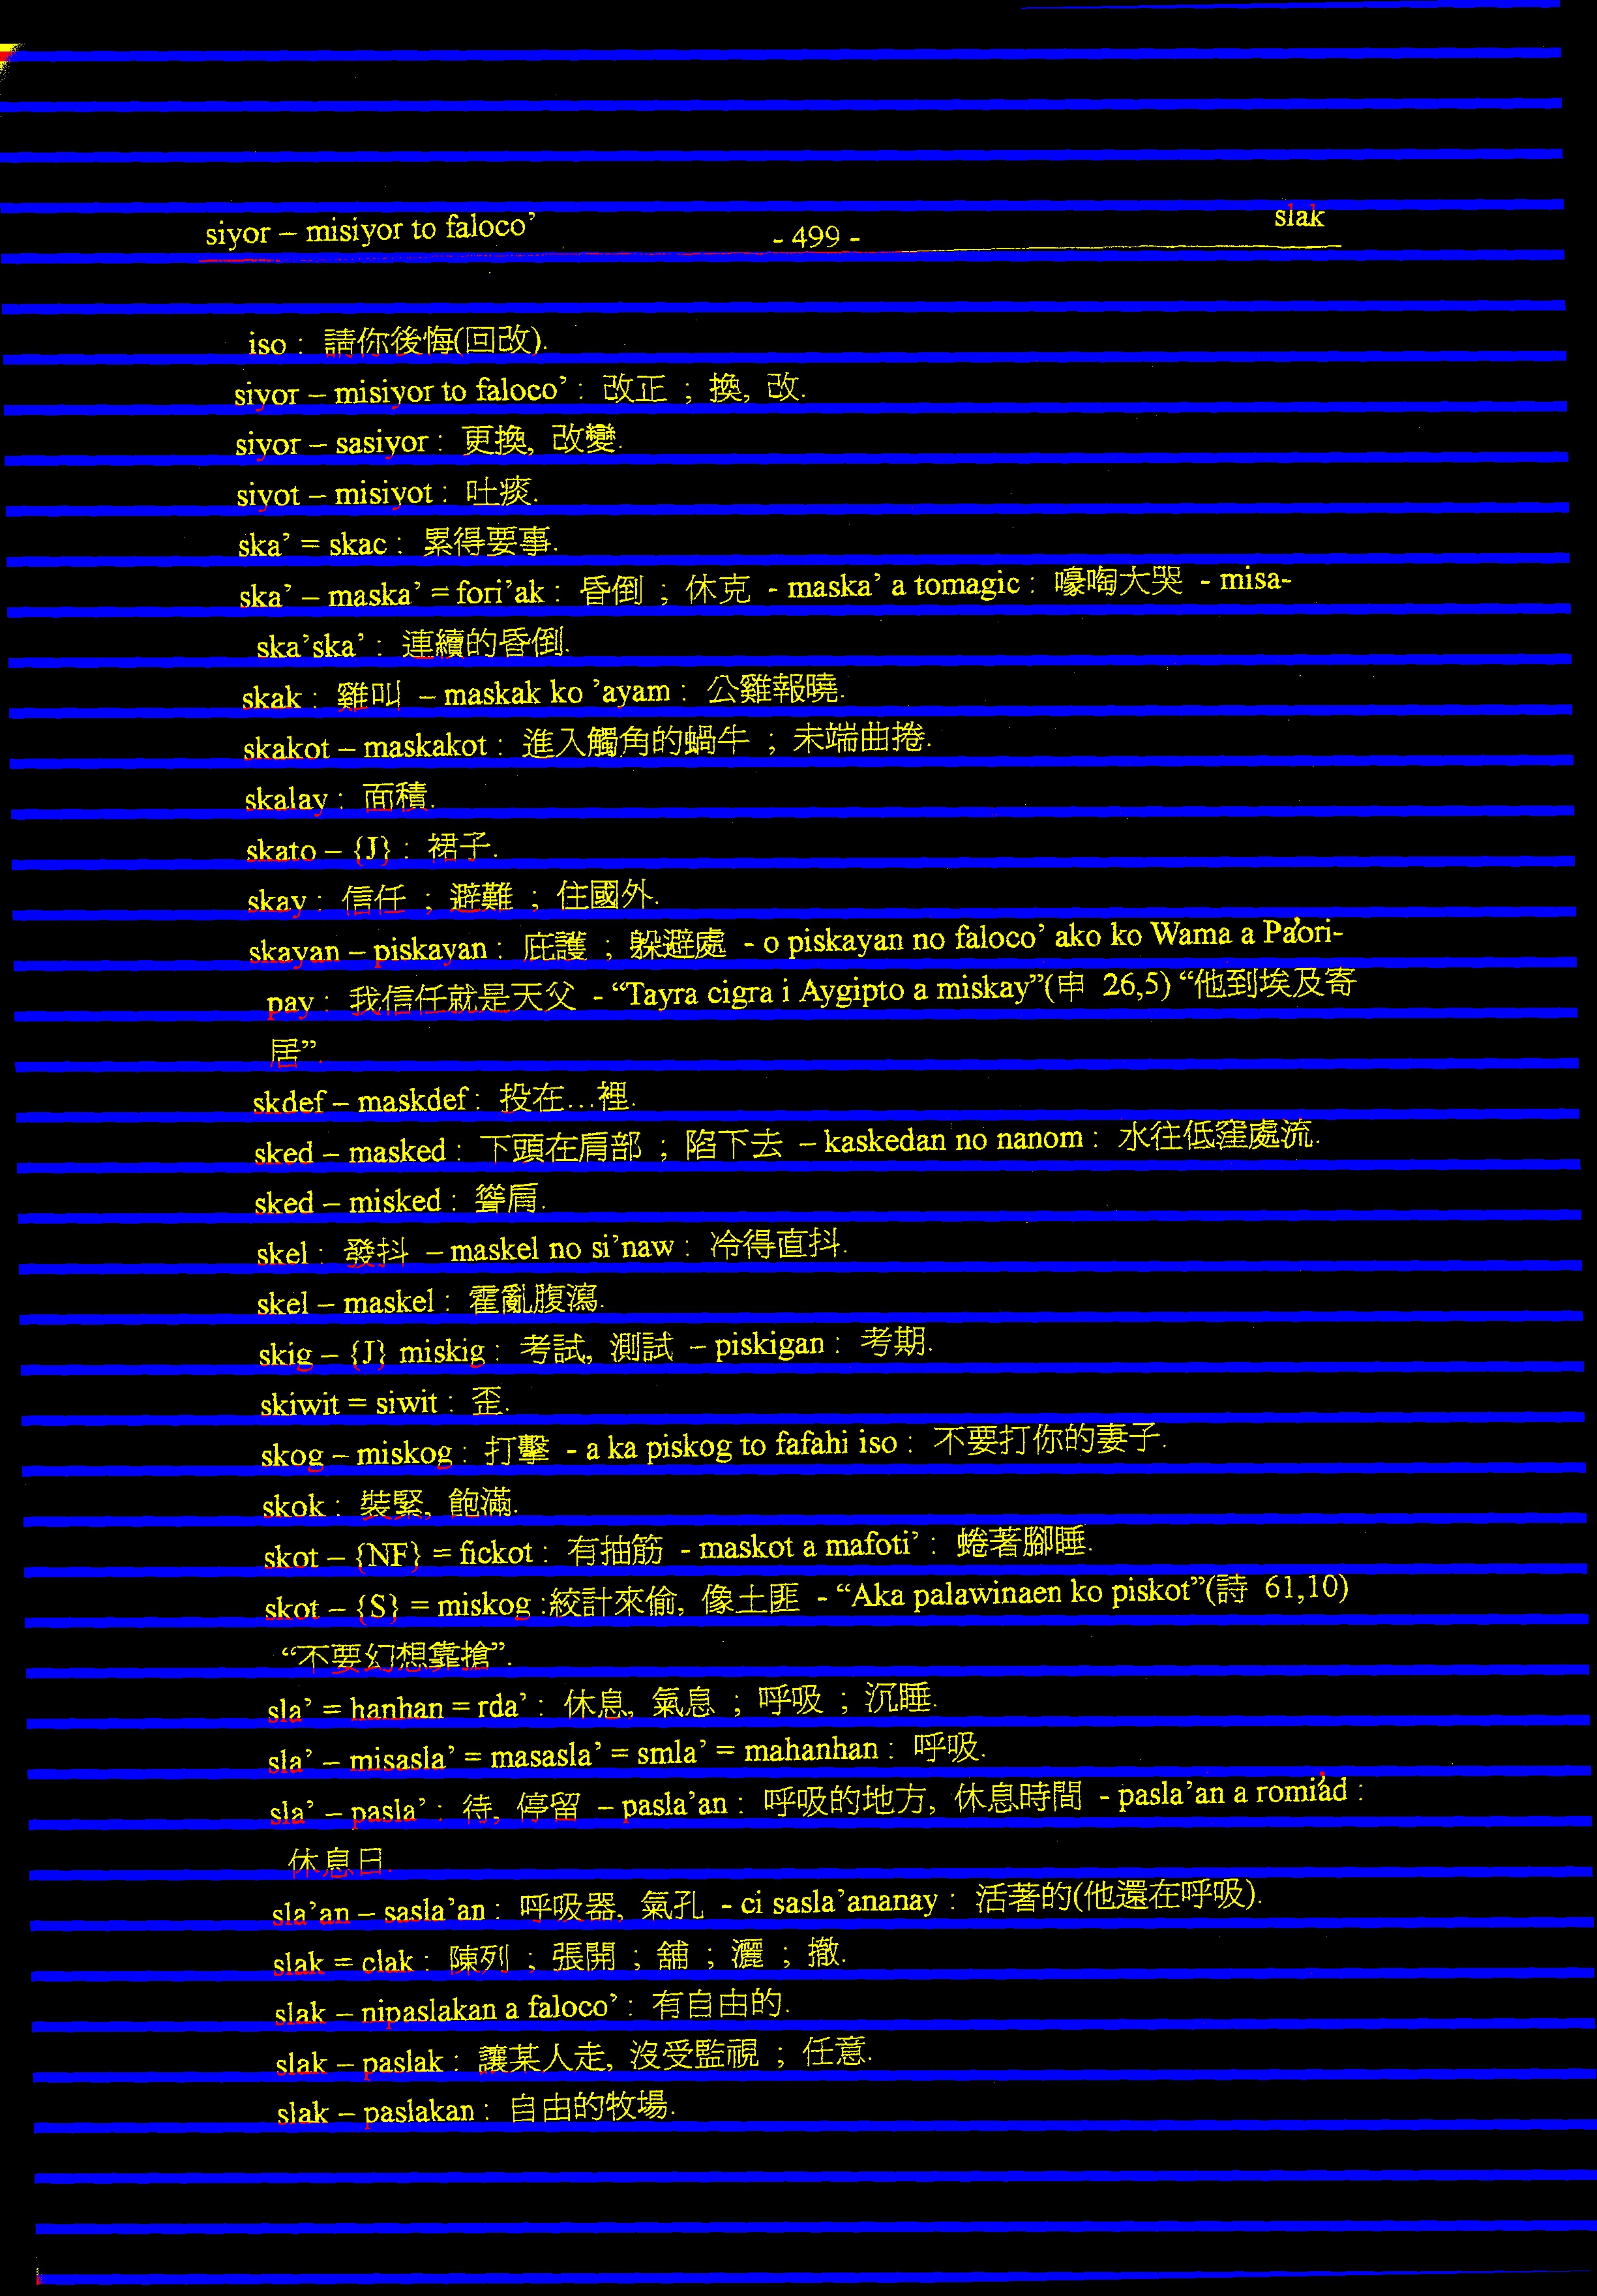 siyor – misiyor to faloco’ - 499 - slak
iso : 請你後悔(回改).
siyor – misiyor to faloco’ : 改正 ; 換, 改.
siyor – sasiyor : 更換, 改變.
siyot – misiyot : 吐痰.
ska’ = skac : 累得要事.
ska’ – maska’ = fori’ak : 昏倒 ; 休克 - maska’ a tomagic : 嚎啕大哭 - misa-
ska’ska’ : 連續的昏倒.
skak : 雞叫 – maskak ko ’ayam : 公雞報曉.
skakot – maskakot : 進入觸角的蝸牛 ; 末端曲捲.
skalay : 面積.
skato – {J} : 裙子.
skay : 信任 ; 避難 ; 住國外.
skayan – piskayan : 庇護 ; 躲避處 - o piskayan no faloco’ ako ko Wama a Pa’ori-
pay : 我信任就是天父 - “Tayra cigra i Aygipto a miskay”(申 26,5) “他到埃及寄
居”.
skdef – maskdef : 投在…裡.
sked – masked : 下頭在肩部 ; 陷下去 – kaskedan no nanom : 水往低窪處流.
sked – misked : 聳肩.
skel : 發抖 – maskel no si’naw : 冷得直抖.
skel – maskel : 霍亂腹瀉.
skig – {J} miskig : 考試, 測試 – piskigan : 考期.
skiwit = siwit : 歪.
skog – miskog : 打擊 - a ka piskog to fafahi iso : 不要打你的妻子.
skok : 裝緊, 飽滿.
skot – {NF} = fickot : 有抽筋 - maskot a mafoti’ : 蜷著腳睡.
skot – {S} = miskog :絞計來偷, 像土匪 - “Aka palawinaen ko piskot”(詩 61,10)
“不要幻想靠搶”.
sla’ = hanhan = rda’ : 休息, 氣息 ; 呼吸 ; 沉睡.
sla’ – misasla’ = masasla’ = smla’ = mahanhan : 呼吸.
sla’ – pasla’ : 待, 停留 – pasla’an : 呼吸的地方, 休息時間 - pasla’an a romi’ad :
休息日.
sla’an – sasla’an : 呼吸器, 氣孔 - ci sasla’ananay : 活著的(他還在呼吸).
slak = clak : 陳列 ; 張開 ; 舖 ; 灑 ; 撤.
slak – nipaslakan a faloco’ : 有自由的.
slak – paslak : 讓某人走, 沒受監視 ; 任意.
slak – paslakan : 自由的牧場.